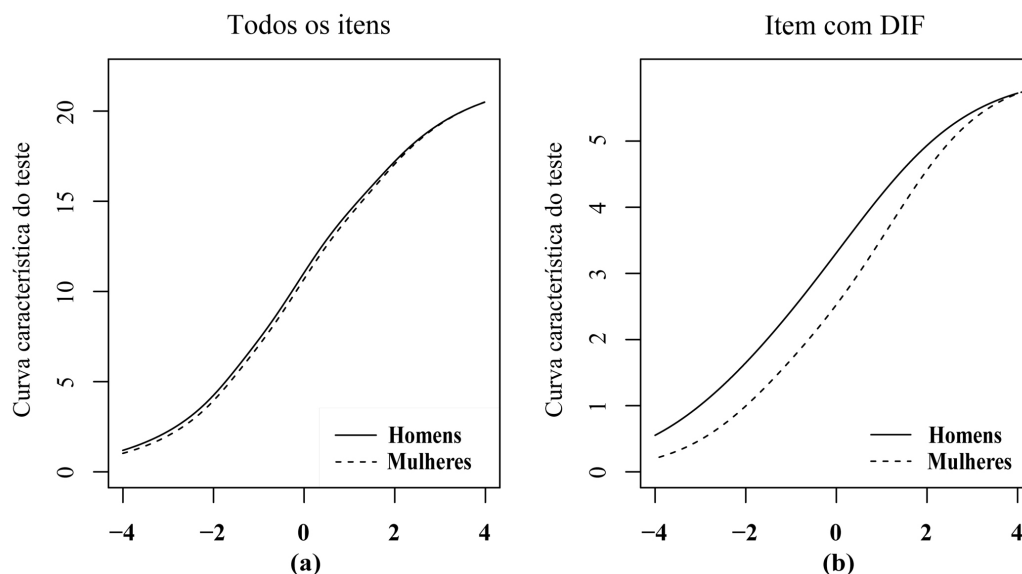 Todos os itens
Curva característica do teste
20
15
10
5
0
Homens
Mulheres
−4
−2
0
2
4
(a)
Item com DIF
Curva característica do teste
5
4
3
2
1
0
Homens
Mulheres
−4
−2
0
2
4
(b)